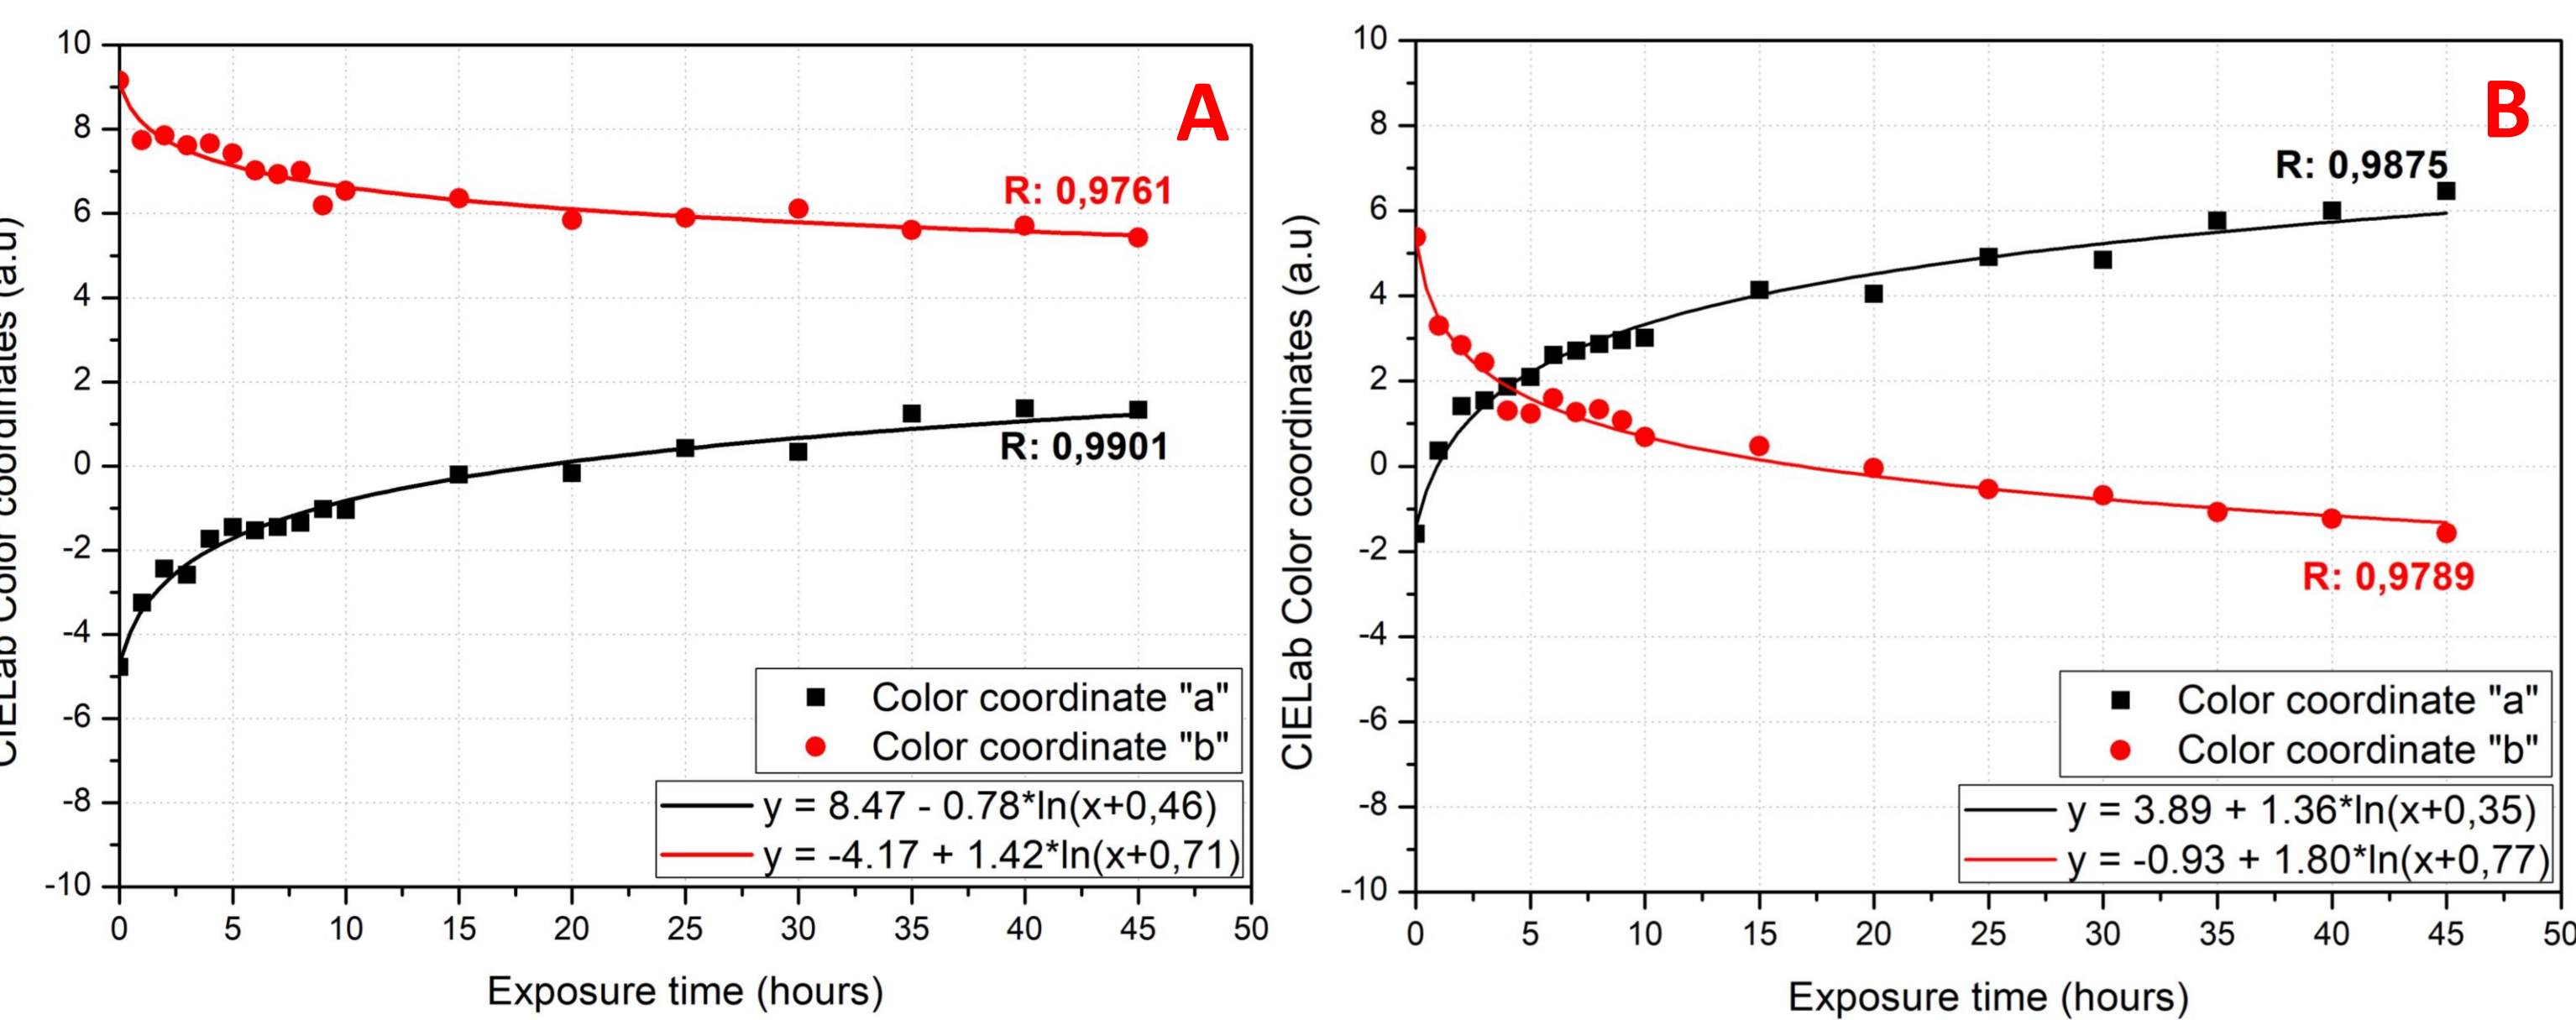 10
8
6
4
2
0
-2
-4
-6
-8
-10
CIELab Color coordinates (a.u)
A
R: 0,9761
R: 0,9901
Color coordinate "a"
Color coordinate "b"
y = 8.47 - 0.78*ln(x+0,46)
y = -4.17 + 1.42*ln(x+0,71)
0 5 10 15 20 25 30 35 40 45 50
Exposure time (hours)
10
8
6
4
2
0
-2
-4
-6
-8
-10
CIELab Color coordinates (a.u)
B
R: 0,9875
R: 0,9789
Color coordinate "a"
Color coordinate "b"
y = 3.89 + 1.36*ln(x+0,35)
y = -0.93 + 1.80*ln(x+0,77)
0 5 10 15 20 25 30 35 40 45 50
Exposure time (hours)